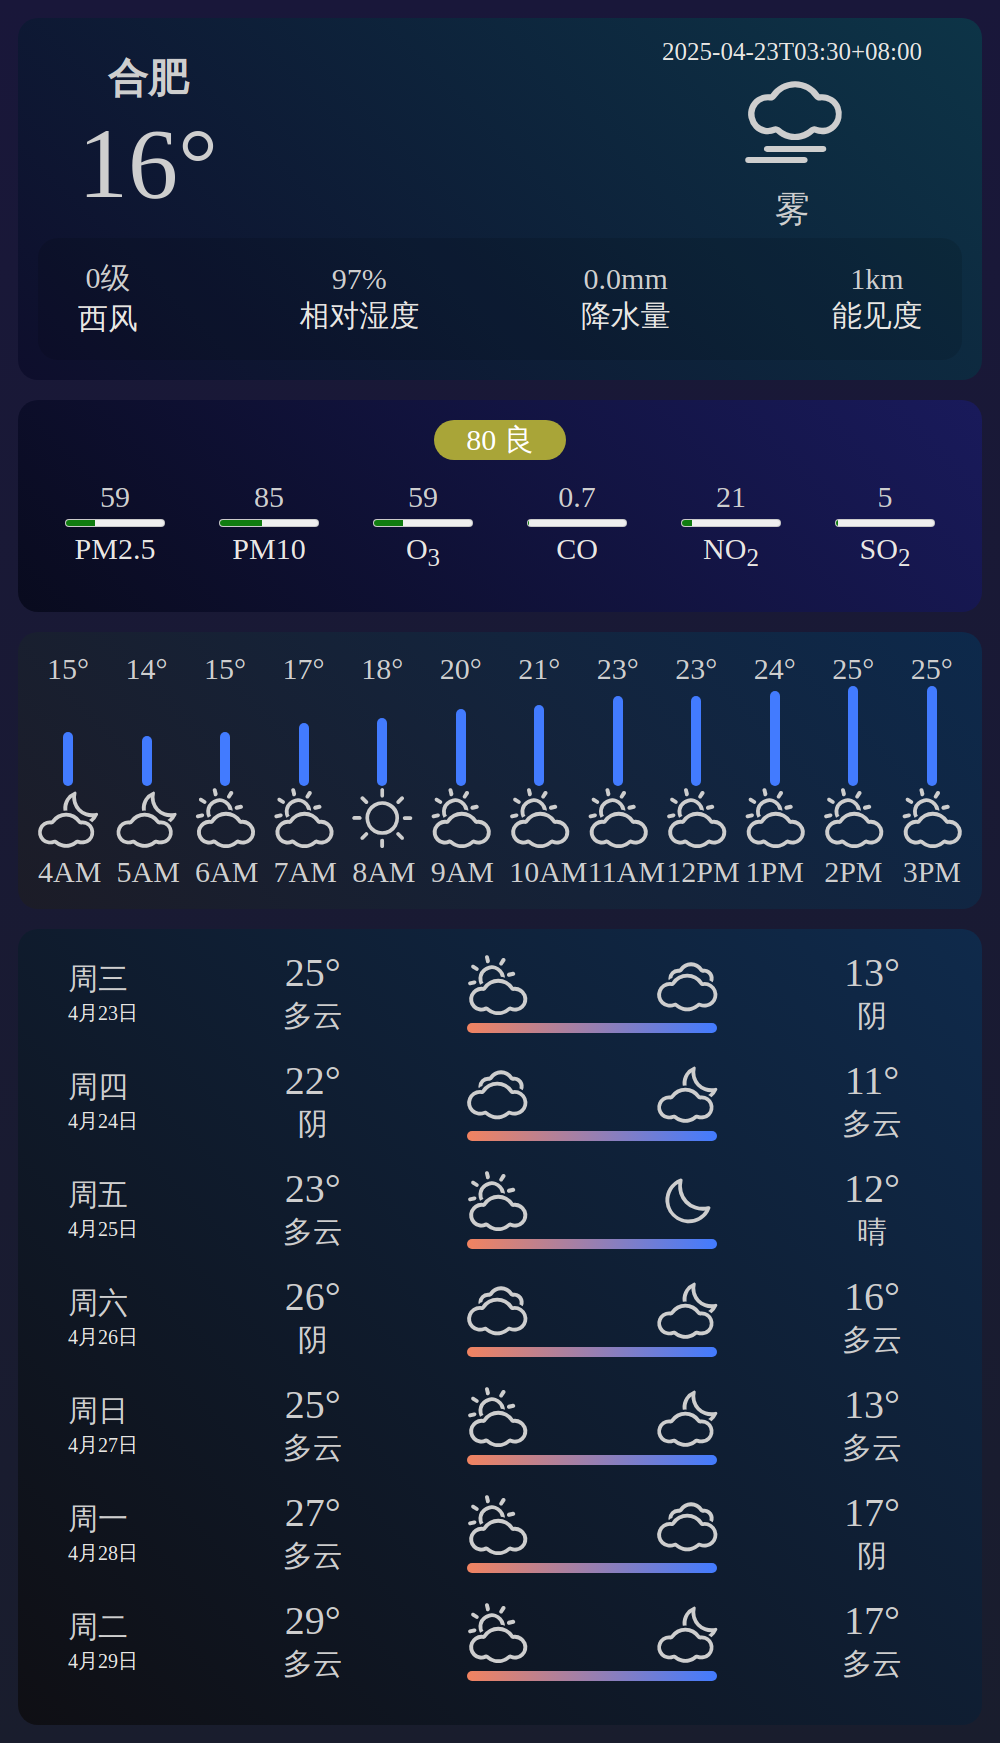 合肥
16°
2025-04-23T03:30+08:00
雾
0级 97% 0.0mm 1km
西风 相对湿度 降水量 能见度
80 良
59 85 59 0.7 21 5
PM2.5 PM10 O3 CO NO2 SO2
15° 14° 15° 17° 18° 20° 21° 23° 23° 24° 25° 25°
4AM 5AM 6AM 7AM 8AM 9AM 10AM 11AM 12PM 1PM 2PM 3PM
周三 25° 13°
4月23日 多云 阴
周四 22° 11°
4月24日 阴 多云
周五 23° 12°
4月25日 多云 晴
周六 26° 16°
4月26日 阴 多云
周日 25° 13°
4月27日 多云 多云
周一 27° 17°
4月28日 多云 阴
周二 29° 17°
4月29日 多云 多云